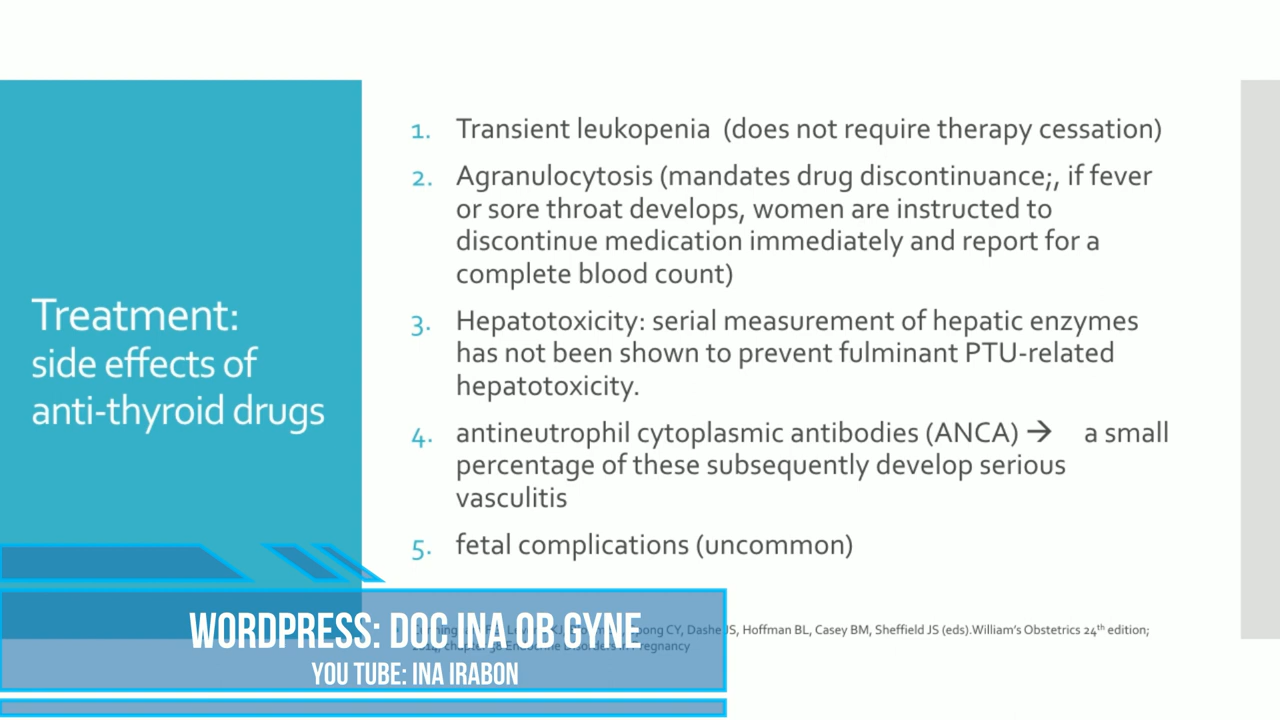 Treatment:
side effects of
anti-thyroid drugs
1. Transient leukopenia (does not require therapy cessation)
2. Agranulocytosis (mandates drug discontinuance;, if fever
or sore throat develops, women are instructed to
discontinue medication immediately and report for a
complete blood count)
3. Hepatotoxicity: serial measurement of hepatic enzymes
has not been shown to prevent fulminant PTU-related
hepatotoxicity.
4. antineutrophil cytoplasmic antibodies (ANCA) → a small
percentage of these subsequently develop serious
vasculitis
5. fetal complications (uncommon)
CY, Dashe JS, Hoffman BL, Casey BM, Sheffield JS (eds).William's Obstetrics 24th edition;
Endocrine Disorders in Pregnancy
WORDPRESS: DOC INA OB GYNE
YOU TUBE: INA IRABON